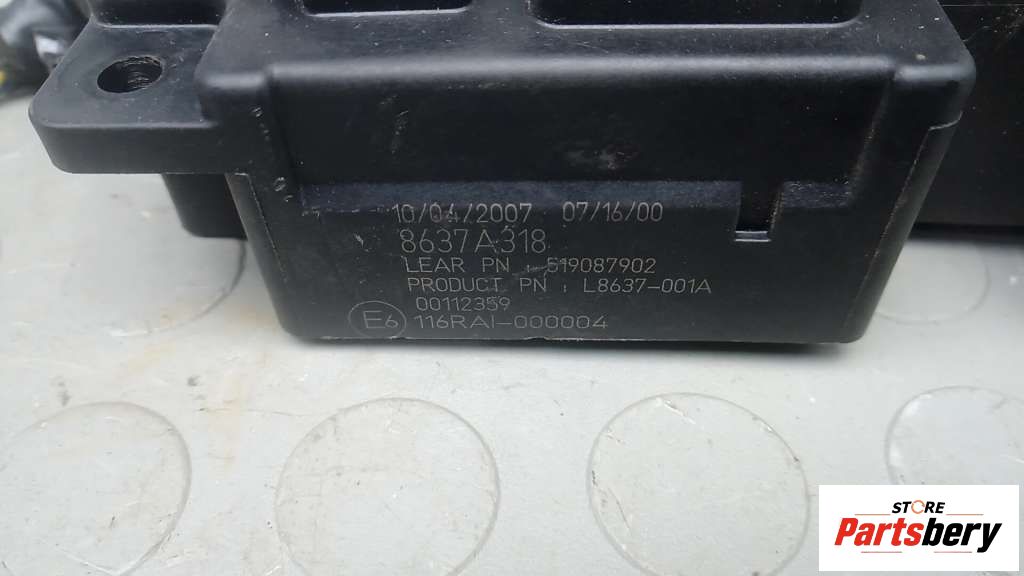 10/04/2007 07/16/00
8637A318
LEAR PN : 519087902
PRODUCT PN : L8637-001A
00112359
E6 116RAI-000004
STORE
Partsbery